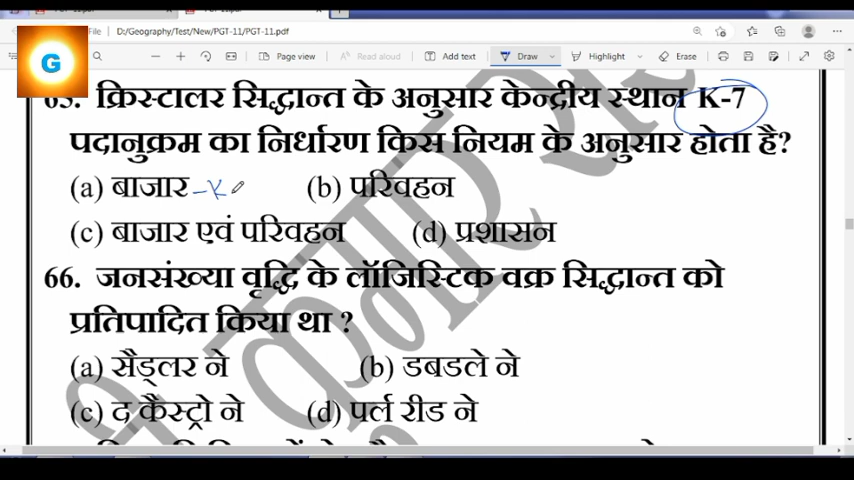 G
File D:/Geography/Test/New/PGT-11/PGT-11.pdf
Page view Read aloud Add text Draw Highlight Erase
65. क्रिस्टालर सिद्धान्त के अनुसार केन्द्रीय स्थान K-7
पदानुक्रम का निर्धारण किस नियम के अनुसार होता है?
(a) बाजार -K (b) परिवहन
(c) बाजार एवं परिवहन (d) प्रशासन
66. जनसंख्या वृद्धि के लॉजिस्टिक वक्र सिद्धान्त को
प्रतिपादित किया था ?
(a) सैड्लर ने (b) डबडले ने
(c) द कैस्ट्रो ने (d) पर्ल रीड ने